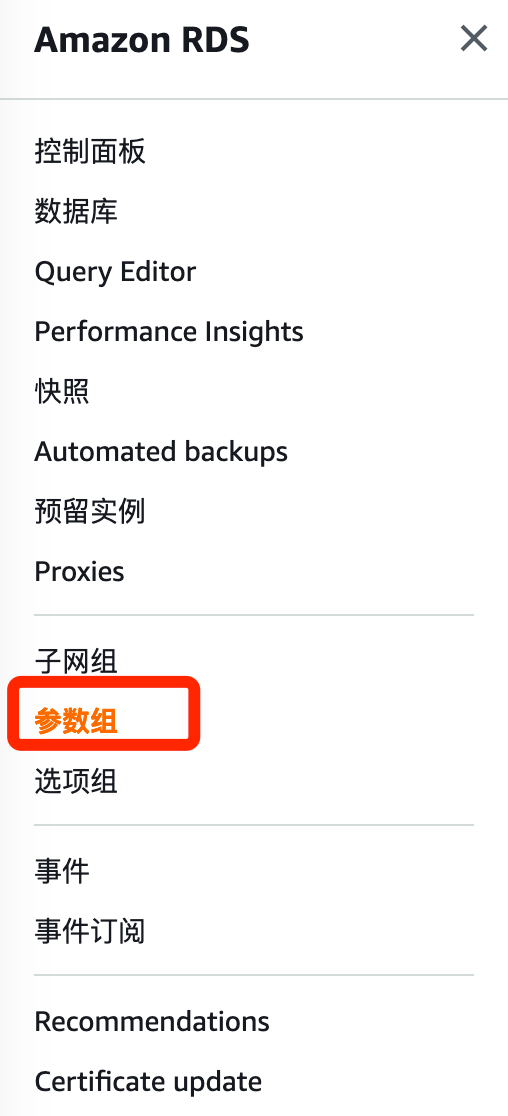 Amazon RDS
控制面板
数据库
Query Editor
Performance Insights
快照
Automated backups
预留实例
Proxies
子网组
参数组
选项组
事件
事件订阅
Recommendations
Certificate update